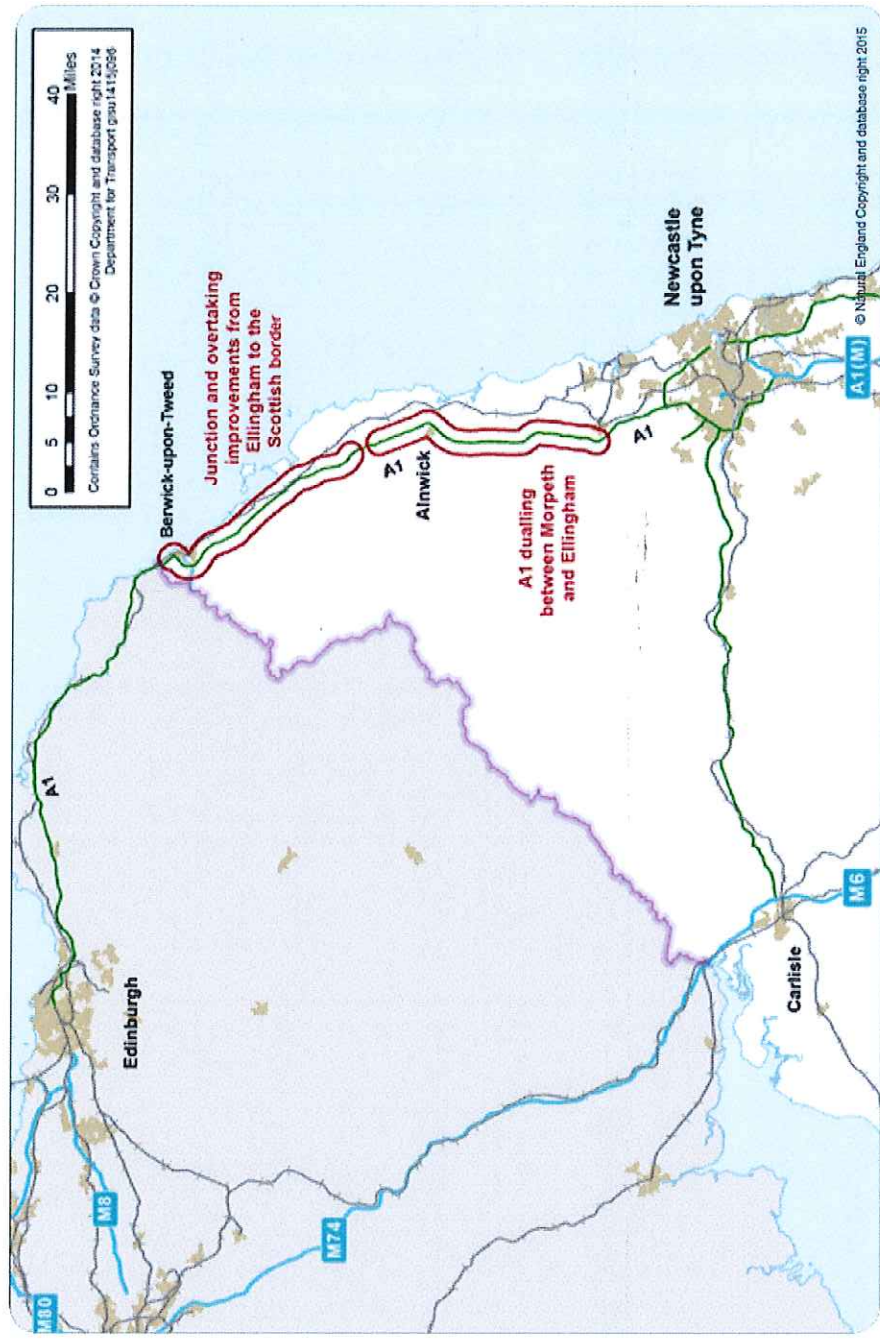 0 5 10 20 30 40
Miles
Contains Ordnance Survey data © Crown Copyright and database right 2014
Department for Transport
Berwick-upon-Tweed
Junction and overtaking
improvements from
Ellingham to the
Scottish border
A1
Alnwick
A1 dualling
between Morpeth
and Ellingham
A1
Newcastle
upon Tyne
A1(M)
© Natural England Copyright and database right 2015
A1
Edinburgh
M8
M80
M74
M6
Carlisle